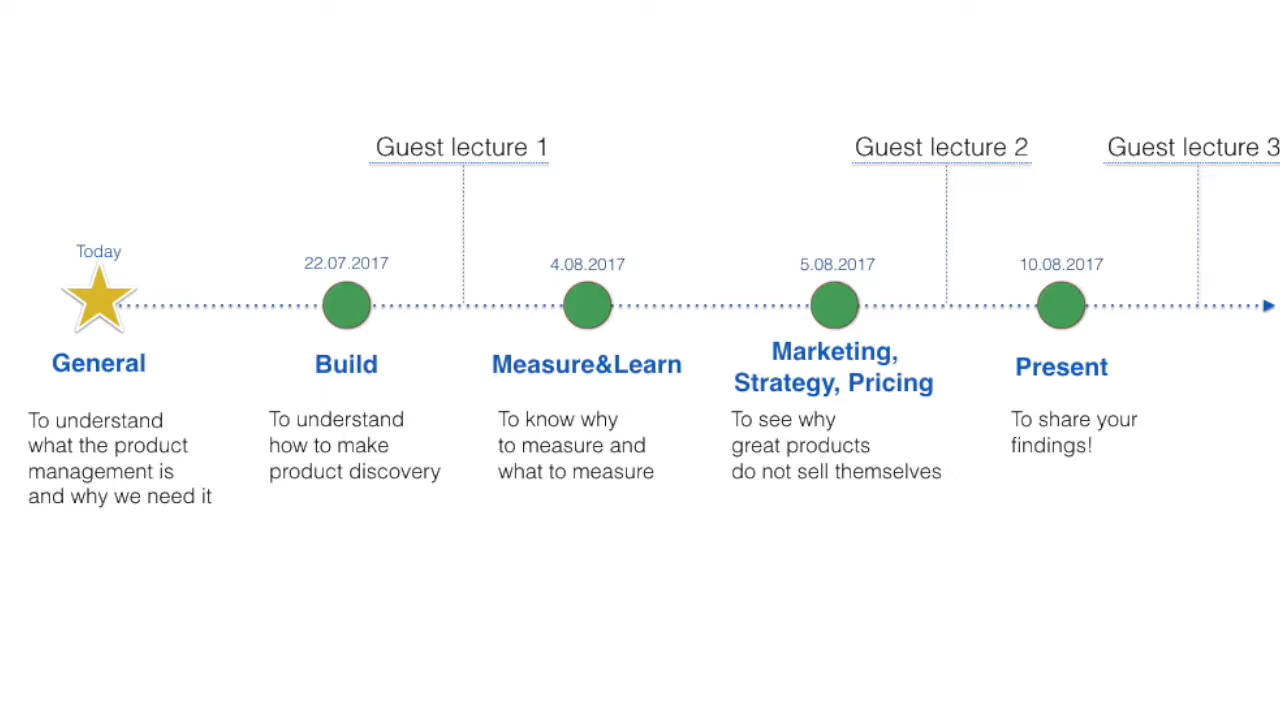 Guest lecture 1
Guest lecture 2
Guest lecture 3
Today
22.07.2017
4.08.2017
5.08.2017
10.08.2017
General
Build
Measure&Learn
Marketing,
Strategy, Pricing
Present
To understand
what the product
management is
and why we need it
To understand
how to make
product discovery
To know why
to measure and
what to measure
To see why
great products
do not sell themselves
To share your
findings!